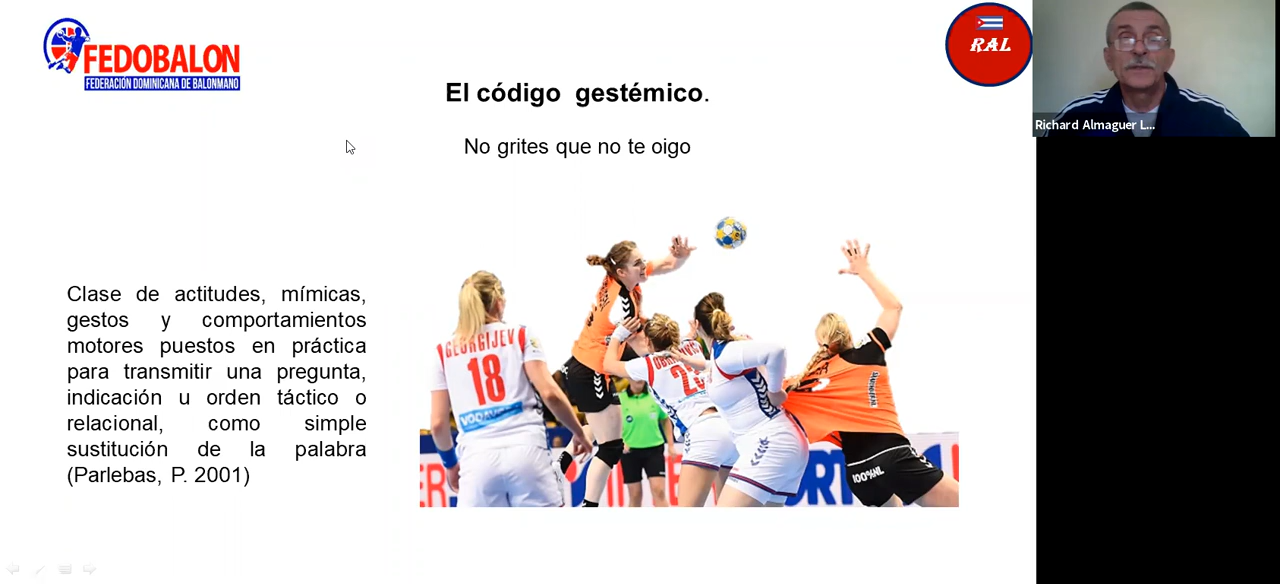 FEDOBALON
FEDERACIÓN DOMINICANA DE BALONMANO
RAL
Richard Almaguer L...
El código gestémico.
No grites que no te oigo
Clase de actitudes, mímicas,
gestos y comportamientos
motores puestos en práctica
para transmitir una pregunta,
indicación u orden táctico o
relacional, como simple
sustitución de la palabra
(Parlebas, P. 2001)
GEORGIJEV
18
100%NL